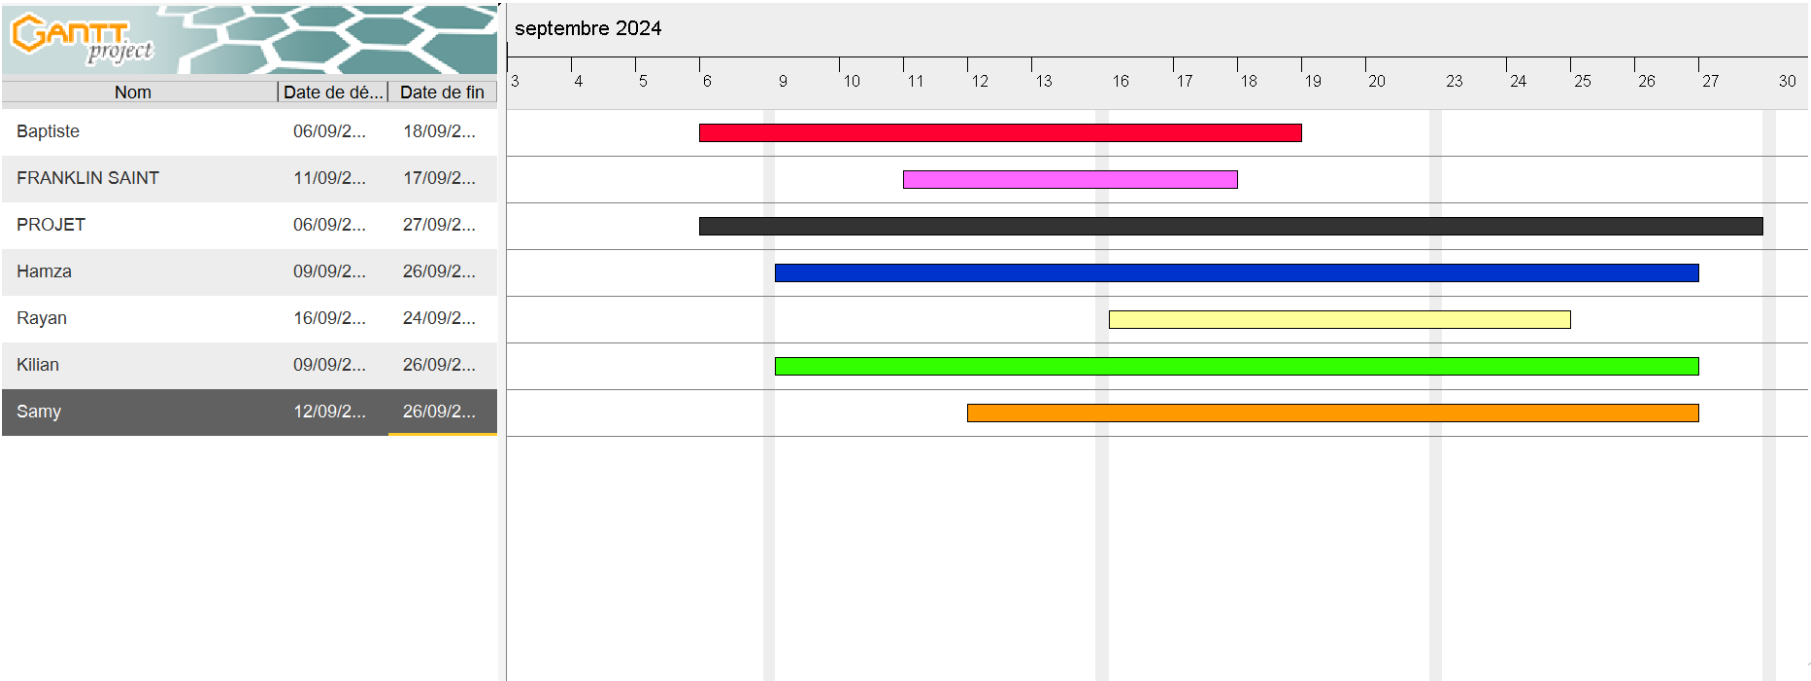 GANTT
project
septembre 2024
3 4 5 6 9 10 11 12 13 16 17 18 19 20 23 24 25 26 27 30
Nom Date de dé... Date de fin
Baptiste 06/09/2... 18/09/2...
FRANKLIN SAINT 11/09/2... 17/09/2...
PROJET 06/09/2... 27/09/2...
Hamza 09/09/2... 26/09/2...
Rayan 16/09/2... 24/09/2...
Kilian 09/09/2... 26/09/2...
Samy 12/09/2... 26/09/2...